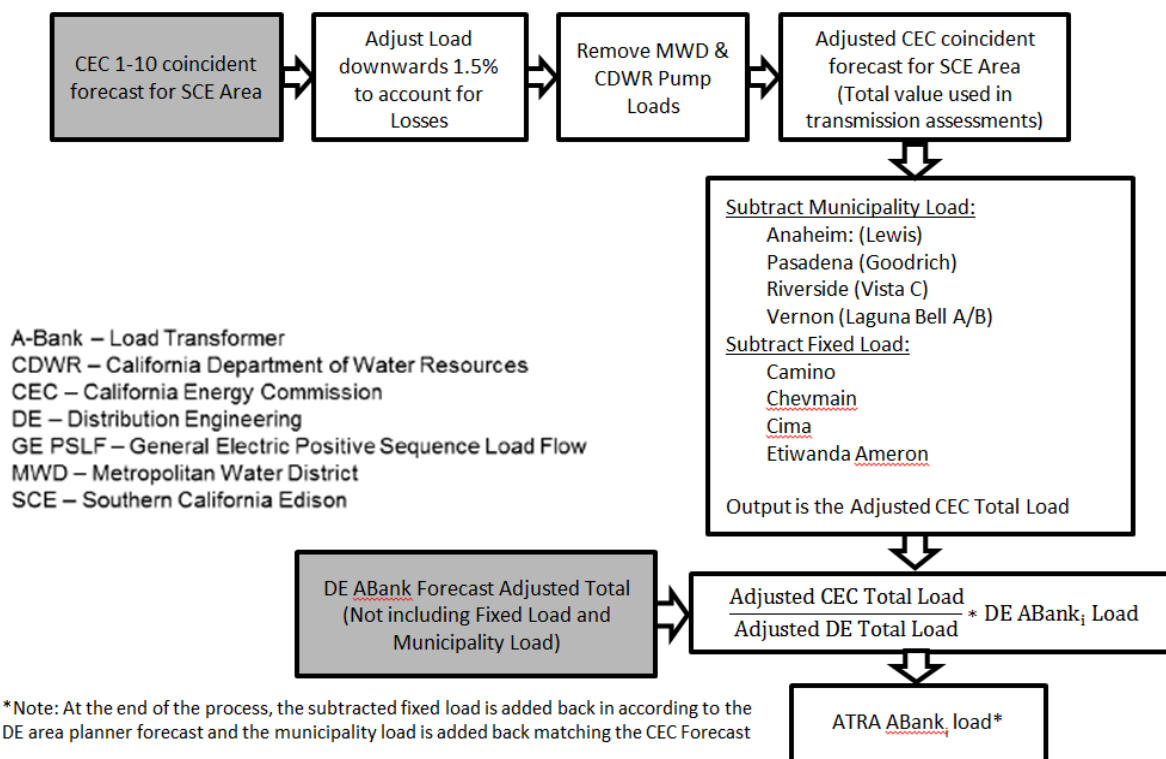 CEC 1-10 coincident
forecast for SCE Area
Adjust Load
downwards 1.5%
to account for
Losses
Remove MWD &
CDWR Pump
Loads
Adjusted CEC coincident
forecast for SCE Area
(Total value used in
transmission assessments)
Subtract Municipality Load:
Anaheim: (Lewis)
Pasadena (Goodrich)
Riverside (Vista C)
Vernon (Laguna Bell A/B)
Subtract Fixed Load:
Camino
Chevmain
Cima
Etiwanda Ameron
Output is the Adjusted CEC Total Load
A-Bank – Load Transformer
CDWR – California Department of Water Resources
CEC – California Energy Commission
DE – Distribution Engineering
GE PSLF – General Electric Positive Sequence Load Flow
MWD – Metropolitan Water District
SCE – Southern California Edison
DE ABank Forecast Adjusted Total
(Not including Fixed Load and
Municipality Load)
Adjusted CEC Total Load
Adjusted DE Total Load
* DE ABankᵢ Load
ATRA ABankᵢ load*
*Note: At the end of the process, the subtracted fixed load is added back in according to the
DE area planner forecast and the municipality load is added back matching the CEC Forecast